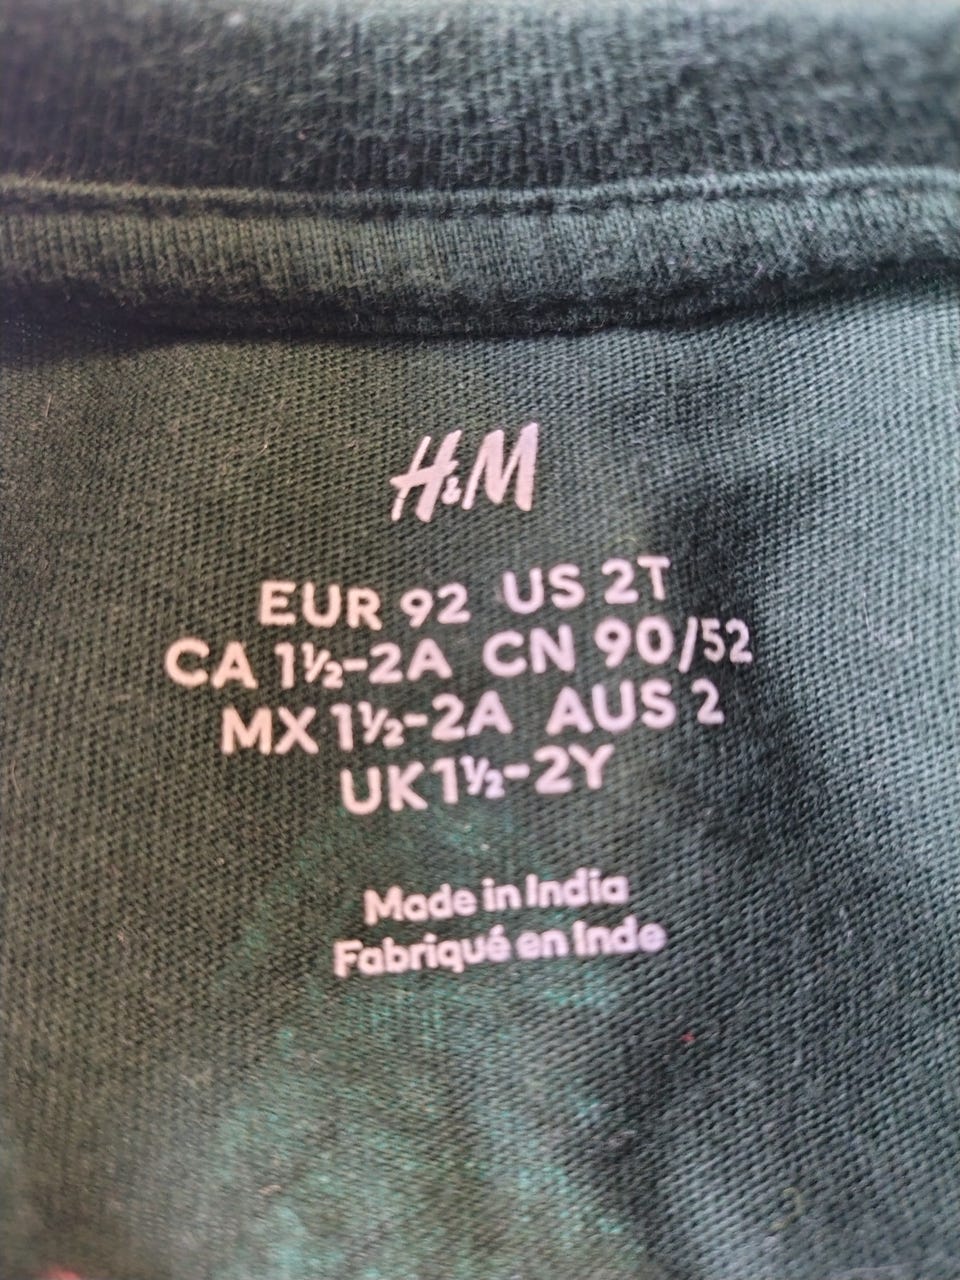 H&M
EUR 92 US 2T
CA 1½-2A CN 90/52
MX 1½-2A AUS 2
UK 1½-2Y
Made in India
Fabriqué en Inde